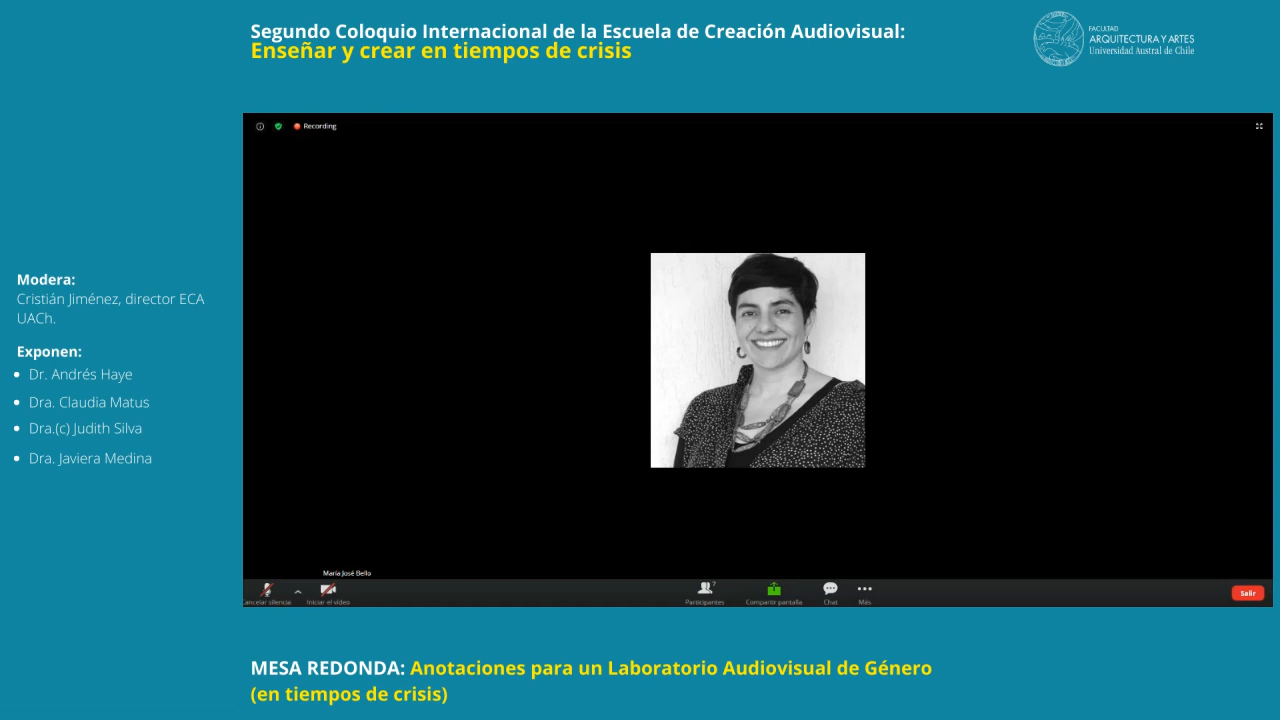 Segundo Coloquio Internacional de la Escuela de Creación Audiovisual:
Enseñar y crear en tiempos de crisis
FACULTAD
ARQUITECTURA Y ARTES
Universidad Austral de Chile
Recording
Modera:
Cristián Jiménez, director ECA
UACh.
Exponen:
Dr. Andrés Haye
Dra. Claudia Matus
Dra.(c) Judith Silva
Dra. Javiera Medina
María José Bello
7
Cancelar silencio
Iniciar el vídeo
Participantes
Compartir pantalla
Chat
Más
Salir
MESA REDONDA: Anotaciones para un Laboratorio Audiovisual de Género
(en tiempos de crisis)